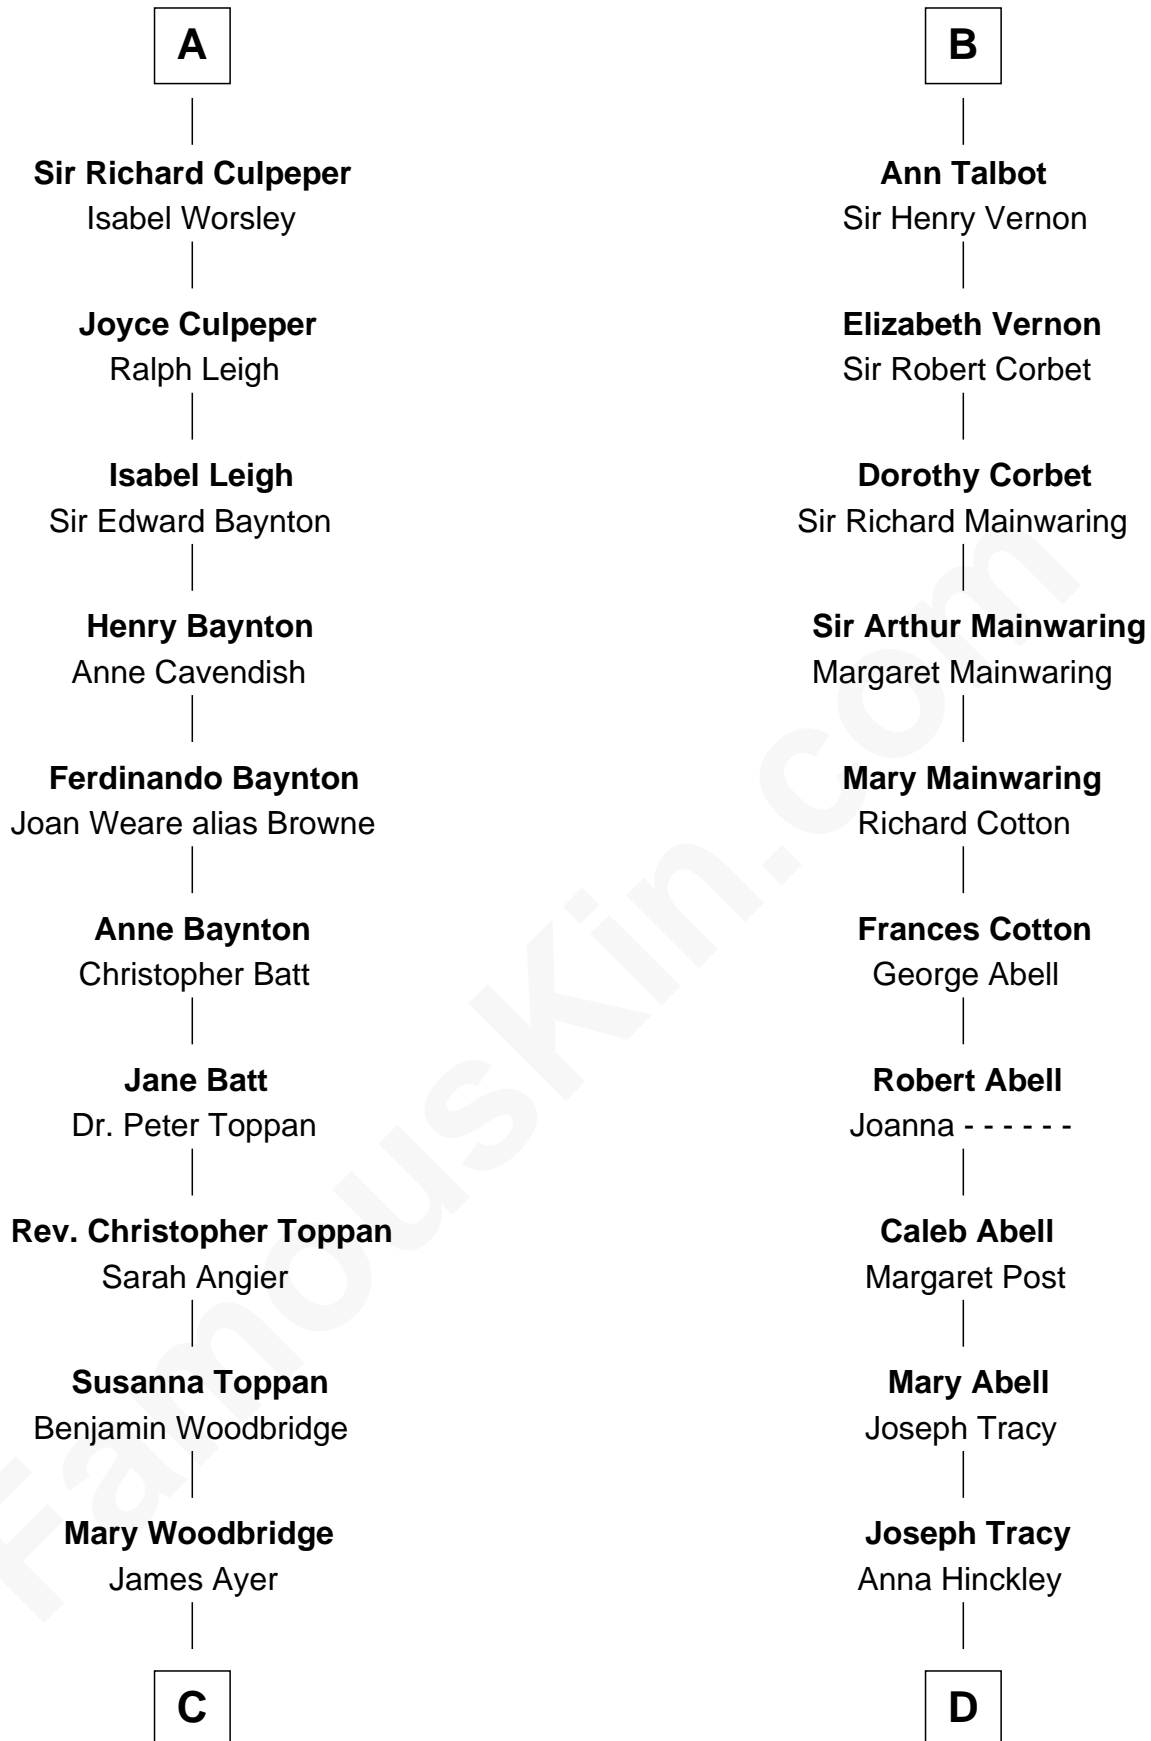 A
Sir Richard Culpeper
Isabel Worsley
Joyce Culpeper
Ralph Leigh
Isabel Leigh
Sir Edward Baynton
Henry Baynton
Anne Cavendish
Ferdinando Baynton
Joan Weare alias Browne
Anne Baynton
Christopher Batt
Jane Batt
Dr. Peter Toppan
Rev. Christopher Toppan
Sarah Angier
Susanna Toppan
Benjamin Woodbridge
Mary Woodbridge
James Ayer
C
B
Ann Talbot
Sir Henry Vernon
Elizabeth Vernon
Sir Robert Corbet
Dorothy Corbet
Sir Richard Mainwaring
Sir Arthur Mainwaring
Margaret Mainwaring
Mary Mainwaring
Richard Cotton
Frances Cotton
George Abell
Robert Abell
Joanna - - - - - -
Caleb Abell
Margaret Post
Mary Abell
Joseph Tracy
Joseph Tracy
Anna Hinckley
D
FamousKin.com